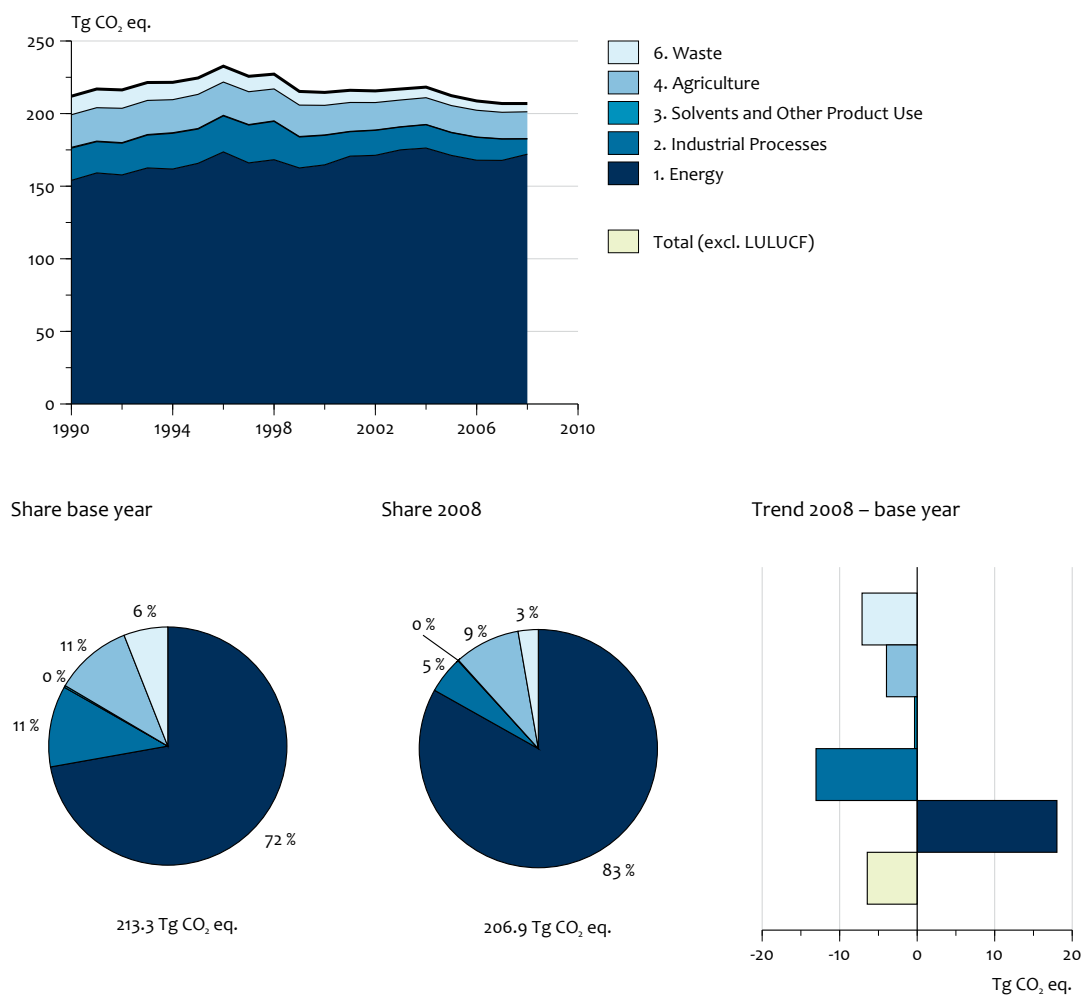 Tg CO₂ eq.
250
200
150
100
50
0
1990 1994 1998 2002 2006 2010
6. Waste
4. Agriculture
3. Solvents and Other Product Use
2. Industrial Processes
1. Energy
Total (excl. LULUCF)
Share base year
6 %
11 %
0 %
11 %
72 %
213.3 Tg CO₂ eq.
Share 2008
3 %
9 %
0 %
5 %
83 %
206.9 Tg CO₂ eq.
Trend 2008 – base year
-20 -10 0 10 20
Tg CO₂ eq.